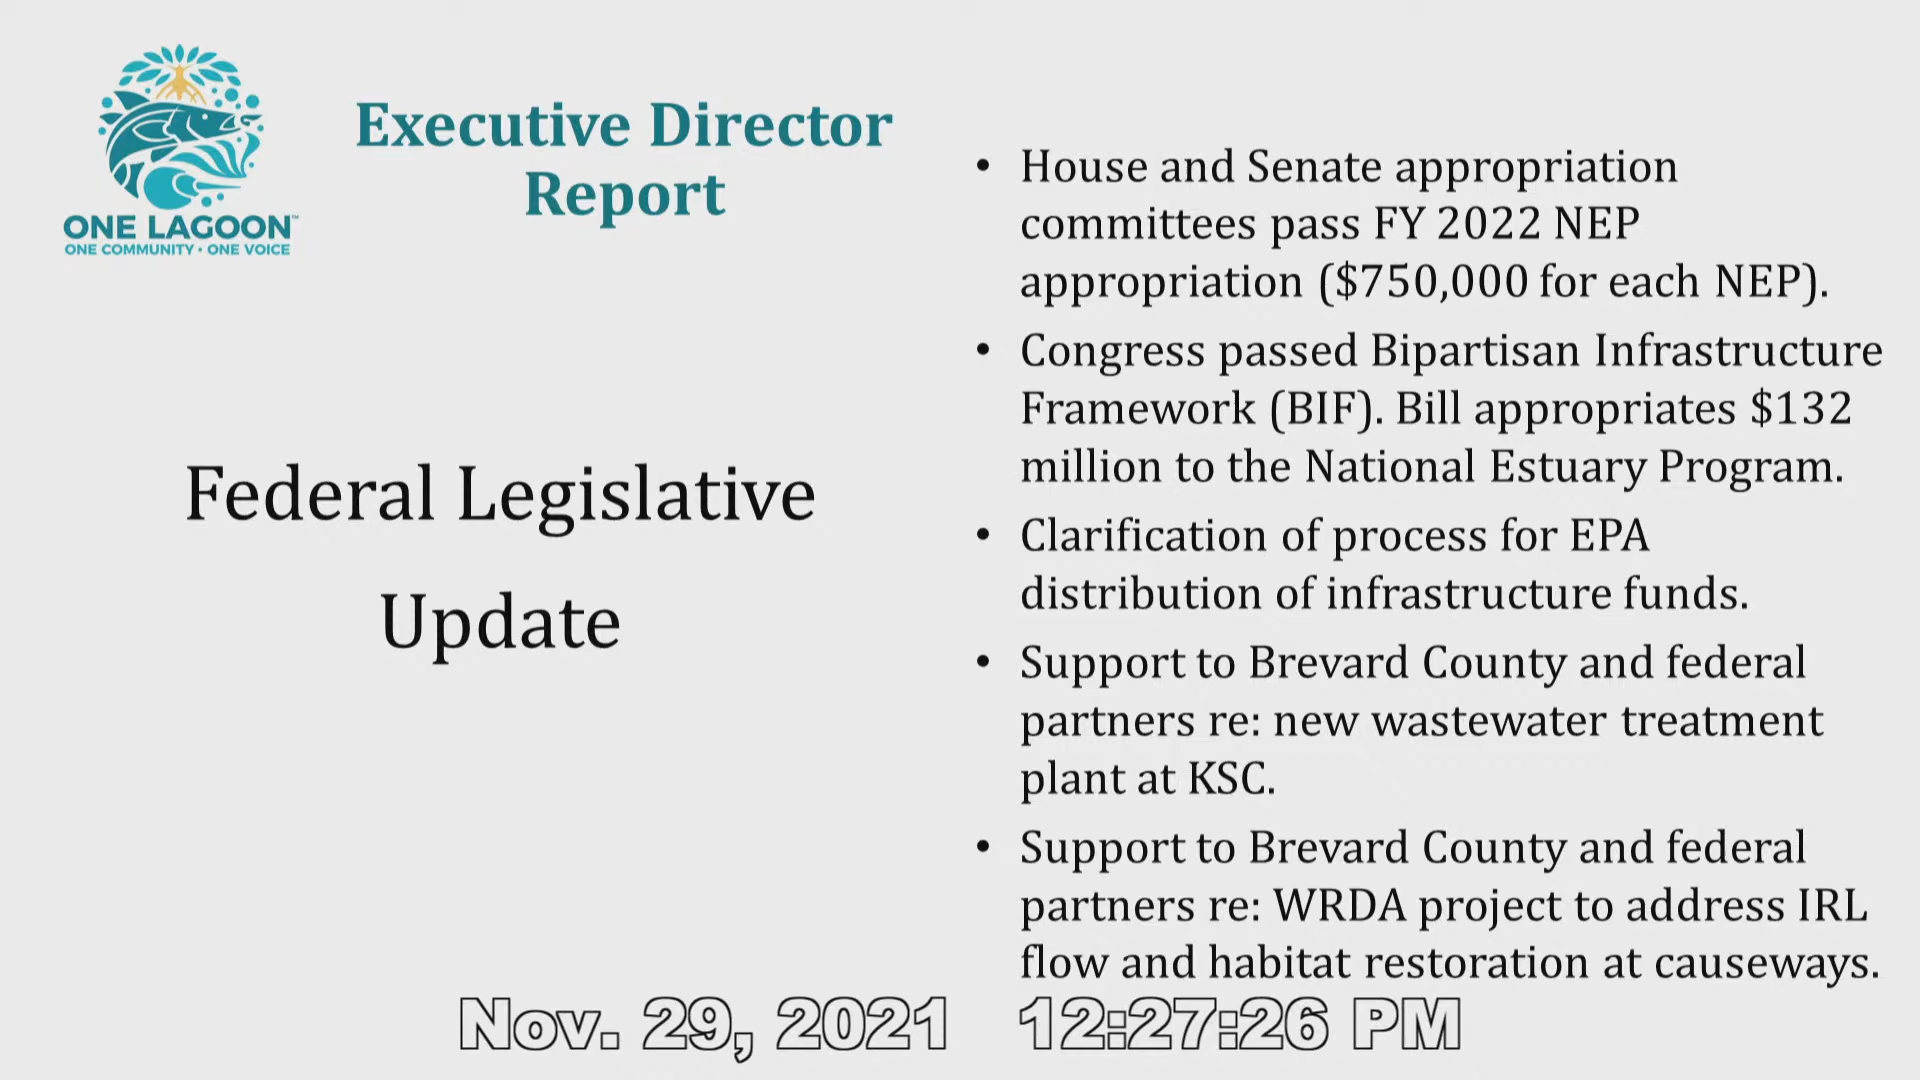 ONE LAGOON™
ONE COMMUNITY • ONE VOICE
Executive Director
Report
Federal Legislative
Update
• House and Senate appropriation
committees pass FY 2022 NEP
appropriation ($750,000 for each NEP).
• Congress passed Bipartisan Infrastructure
Framework (BIF). Bill appropriates $132
million to the National Estuary Program.
• Clarification of process for EPA
distribution of infrastructure funds.
• Support to Brevard County and federal
partners re: new wastewater treatment
plant at KSC.
• Support to Brevard County and federal
partners re: WRDA project to address IRL
flow and habitat restoration at causeways.
Nov. 29, 2021 12:27:26 PM